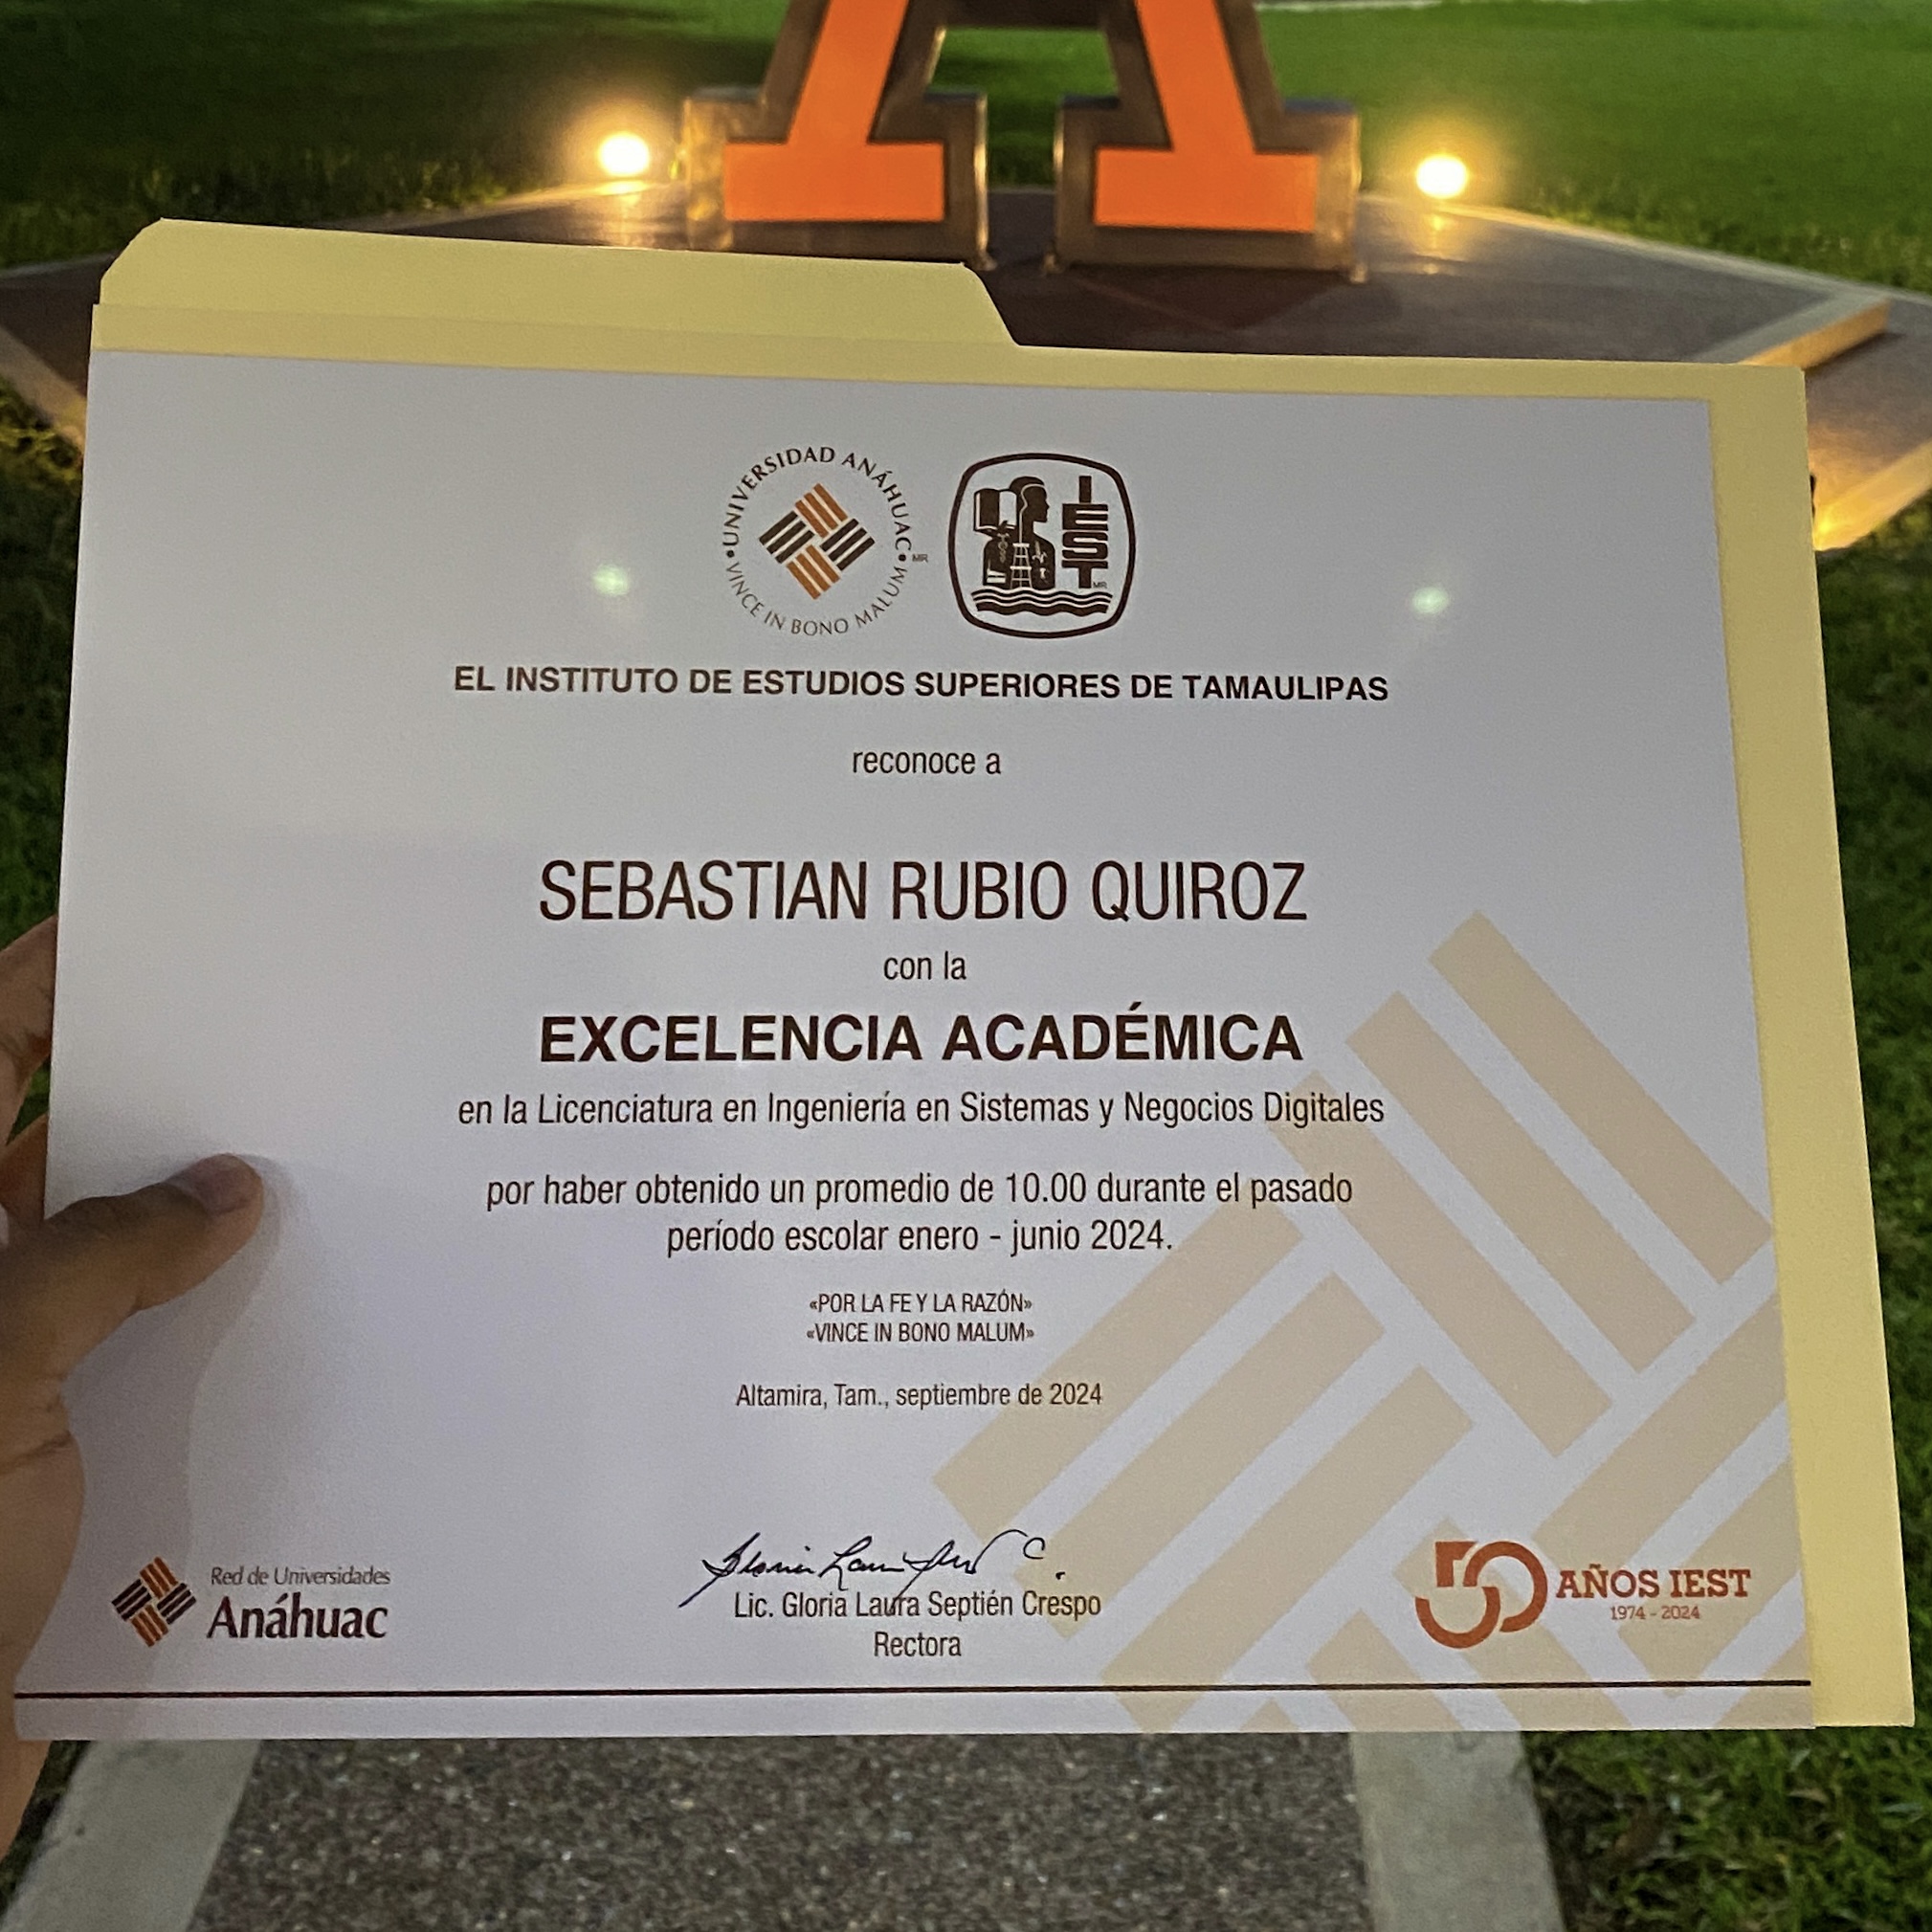 A
•UNIVERSIDAD ANÁHUAC•
VINCE IN BONO MALUM
MR
IEST
MR
EL INSTITUTO DE ESTUDIOS SUPERIORES DE TAMAULIPAS
reconoce a
SEBASTIAN RUBIO QUIROZ
con la
EXCELENCIA ACADÉMICA
en la Licenciatura en Ingeniería en Sistemas y Negocios Digitales
por haber obtenido un promedio de 10.00 durante el pasado
período escolar enero - junio 2024.
«POR LA FE Y LA RAZÓN»
«VINCE IN BONO MALUM»
Altamira, Tam., septiembre de 2024
Lic. Gloria Laura Septién Crespo
Rectora
Red de Universidades
Anáhuac
50 AÑOS IEST
1974 - 2024